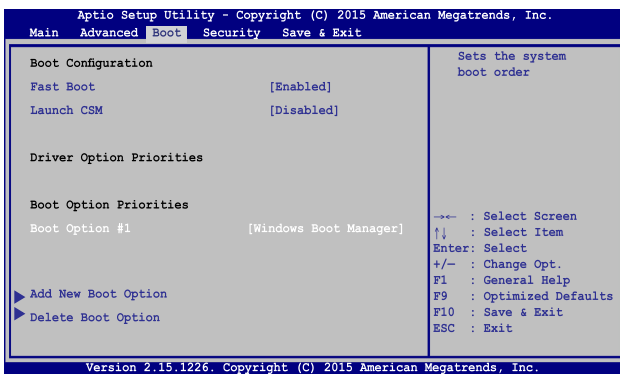 Aptio Setup Utility - Copyright (C) 2015 American Megatrends, Inc.
Main Advanced Boot Security Save & Exit
Boot Configuration
Fast Boot [Enabled]
Launch CSM [Disabled]
Driver Option Priorities
Boot Option Priorities
Boot Option #1 [Windows Boot Manager]
Add New Boot Option
Delete Boot Option
Sets the system
boot order
→← : Select Screen
↑↓ : Select Item
Enter: Select
+/− : Change Opt.
F1 : General Help
F9 : Optimized Defaults
F10 : Save & Exit
ESC : Exit
Version 2.15.1226. Copyright (C) 2015 American Megatrends, Inc.